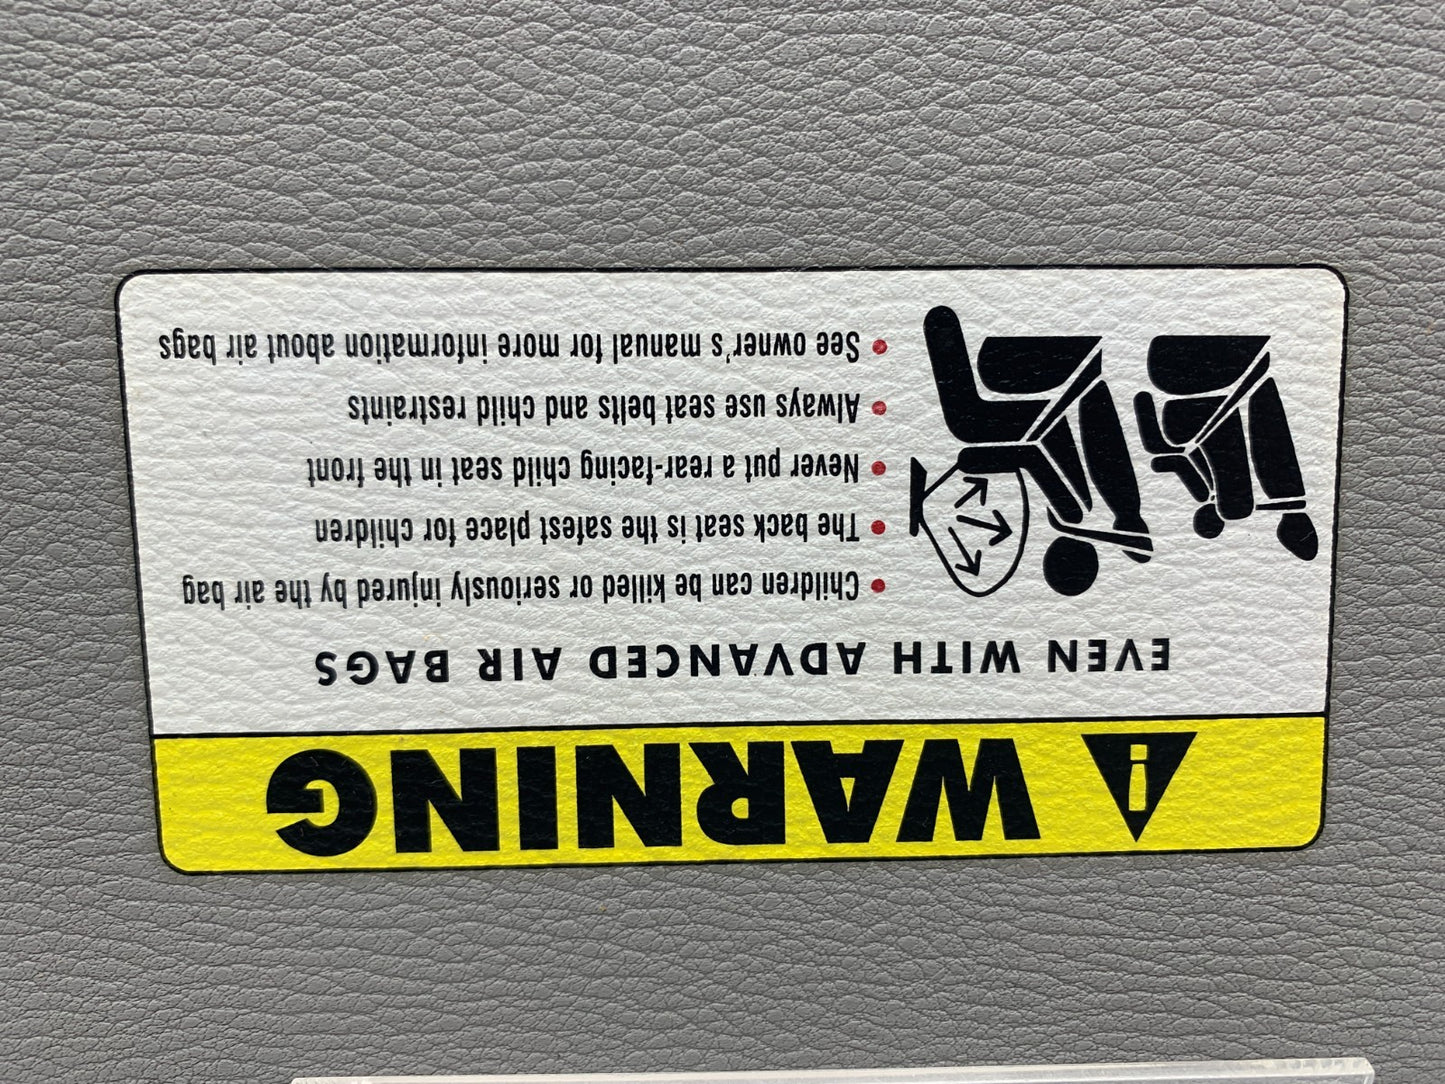 WARNING
EVEN WITH ADVANCED AIR BAGS
• Children can be killed or seriously injured by the air bag
• The back seat is the safest place for children
• Never put a rear-facing child seat in the front
• Always use seat belts and child restraints
• See owner's manual for more information about air bags